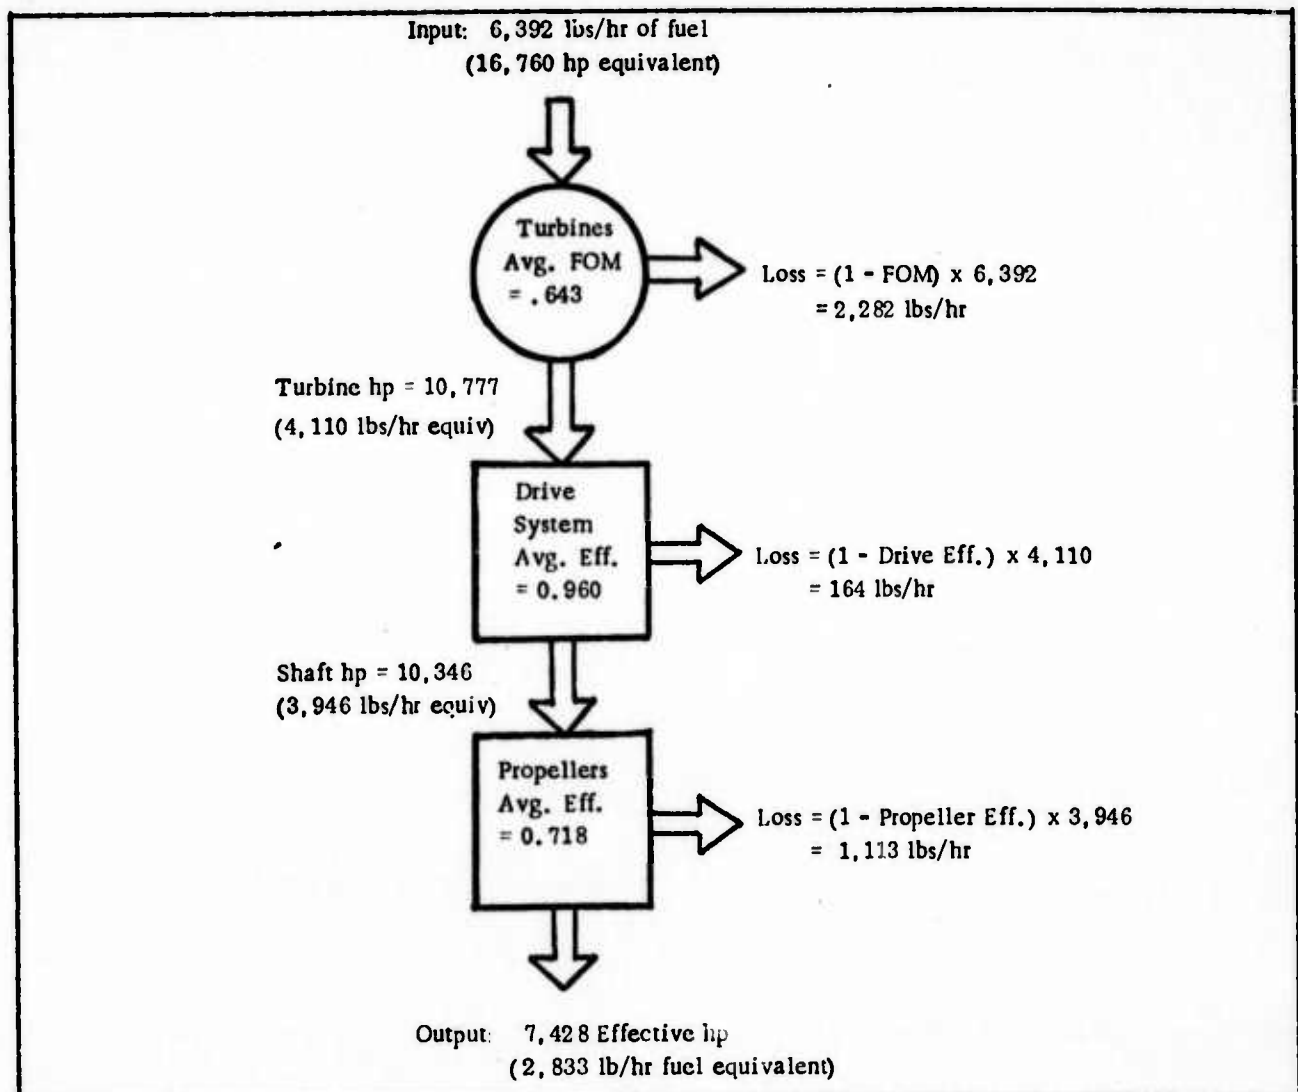 Input: 6,392 lbs/hr of fuel
(16,760 hp equivalent)
Turbines
Avg. FOM
= .643
Loss = (1 - FOM) x 6,392
= 2,282 lbs/hr
Turbine hp = 10,777
(4,110 lbs/hr equiv)
Drive
System
Avg. Eff.
= 0.960
Loss = (1 - Drive Eff.) x 4,110
= 164 lbs/hr
Shaft hp = 10,346
(3,946 lbs/hr equiv)
Propellers
Avg. Eff.
= 0.718
Loss = (1 - Propeller Eff.) x 3,946
= 1,113 lbs/hr
Output: 7,428 Effective hp
(2,833 lb/hr fuel equivalent)